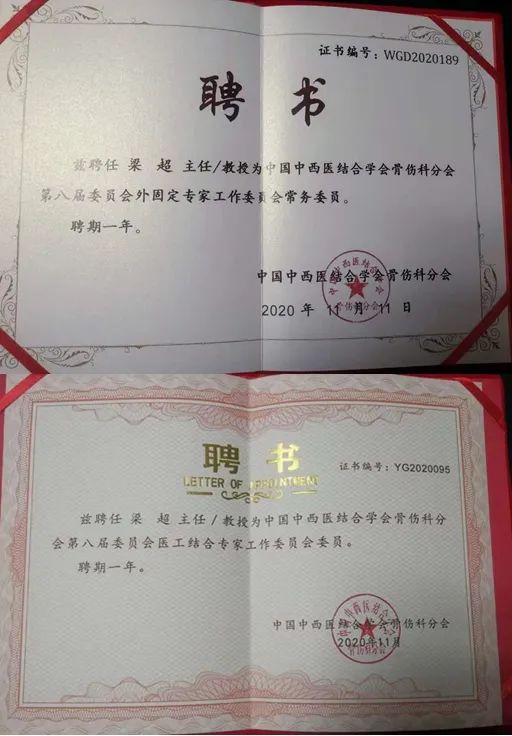 证书编号：WGD2020189
聘 书
兹聘任 梁 超 主任/教授为中国中西医结合学会骨伤科分会
第八届委员会外固定专家工作委员会常务委员。
聘期一年。
中国中西医结合学会骨伤科分会
2020 年 11 月 11 日
聘 书
LETTER OF APPOINTMENT
证书编号：YG2020095
兹聘任 梁 超 主任/教授为中国中西医结合学会骨伤科分
会第八届委员会医工结合专家工作委员会委员。
聘期一年。
中国中西医结合学会骨伤科分会
2020年11月